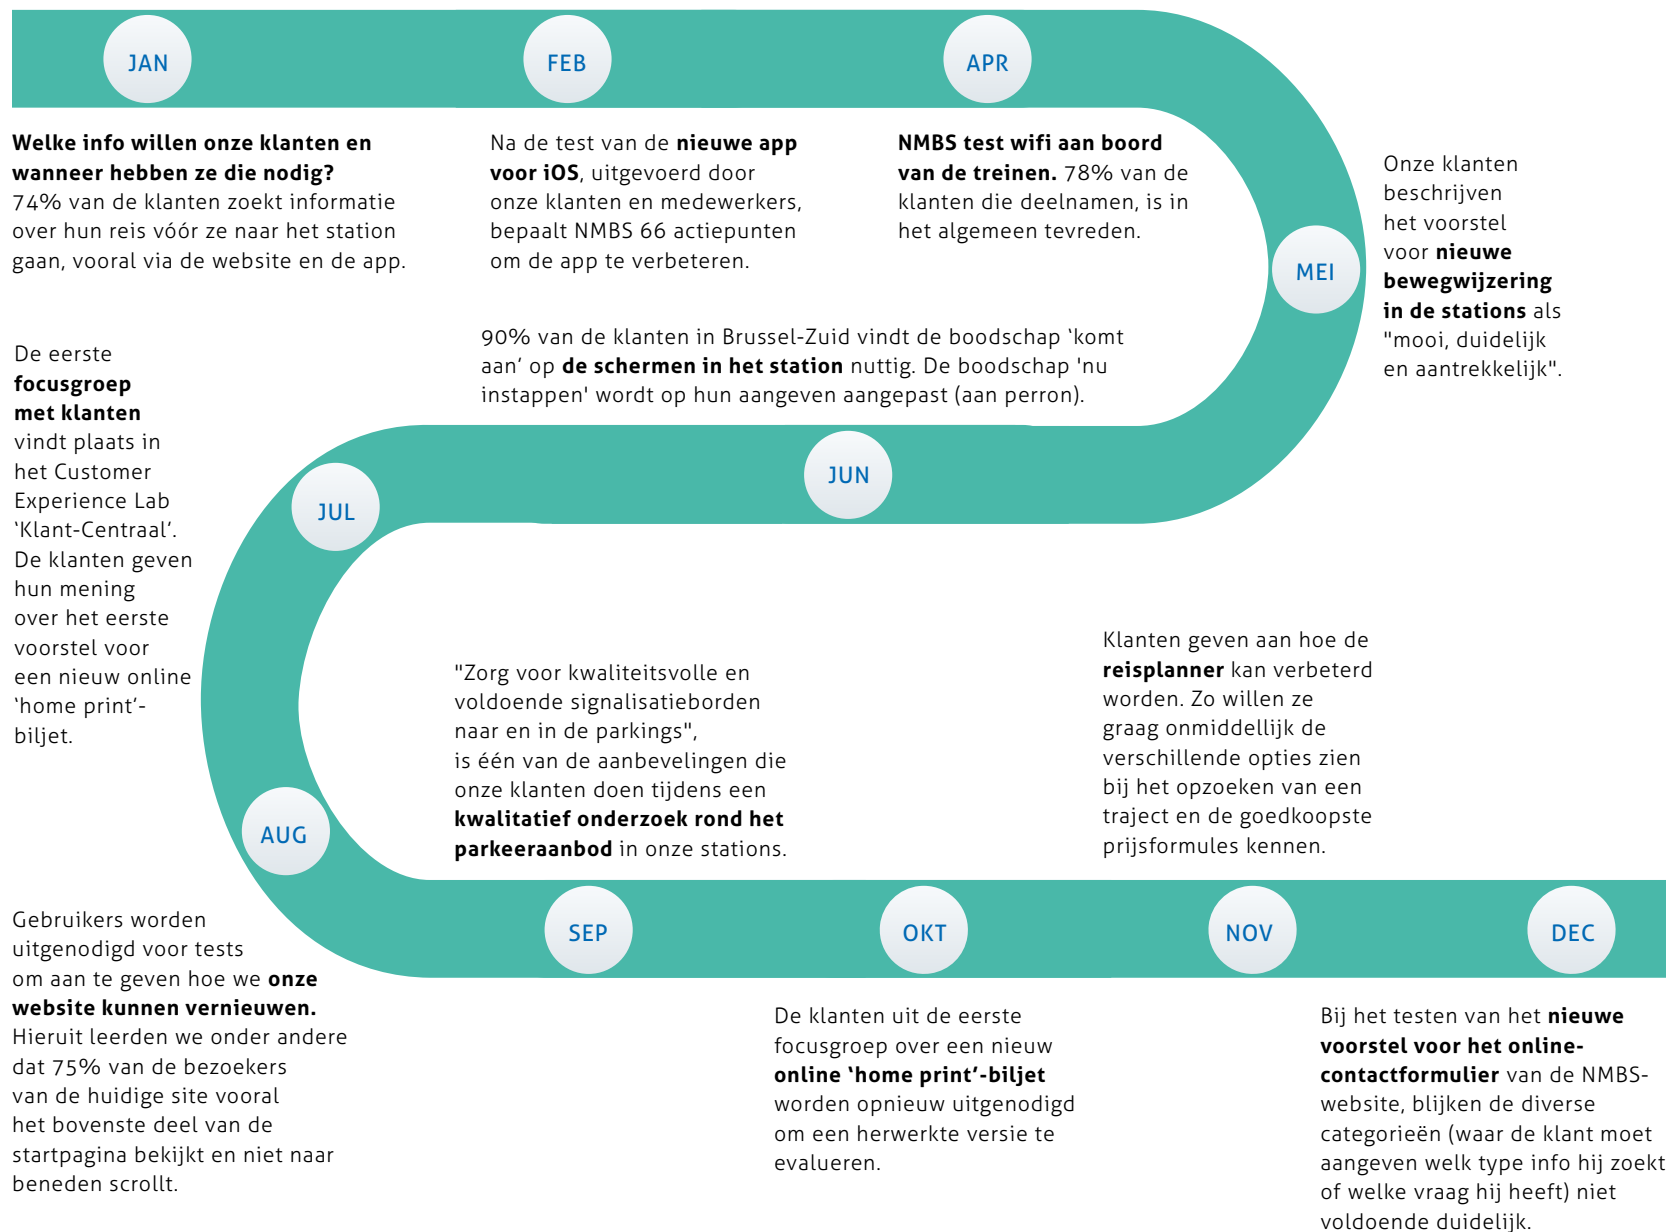 JAN
FEB
APR
Welke info willen onze klanten en
wanneer hebben ze die nodig?
74% van de klanten zoekt informatie
over hun reis vóór ze naar het station
gaan, vooral via de website en de app.
Na de test van de nieuwe app
voor iOS, uitgevoerd door
onze klanten en medewerkers,
bepaalt NMBS 66 actiepunten
om de app te verbeteren.
NMBS test wifi aan boord
van de treinen. 78% van de
klanten die deelnamen, is in
het algemeen tevreden.
MEI
Onze klanten
beschrijven
het voorstel
voor nieuwe
bewegwijzering
in de stations als
"mooi, duidelijk
en aantrekkelijk".
90% van de klanten in Brussel-Zuid vindt de boodschap ‘komt
aan’ op de schermen in het station nuttig. De boodschap 'nu
instappen' wordt op hun aangeven aangepast (aan perron).
JUN
JUL
De eerste
focusgroep
met klanten
vindt plaats in
het Customer
Experience Lab
‘Klant-Centraal’.
De klanten geven
hun mening
over het eerste
voorstel voor
een nieuw online
‘home print’-
biljet.
AUG
Gebruikers worden
uitgenodigd voor tests
om aan te geven hoe we onze
website kunnen vernieuwen.
Hieruit leerden we onder andere
dat 75% van de bezoekers
van de huidige site vooral
het bovenste deel van de
startpagina bekijkt en niet naar
beneden scrollt.
"Zorg voor kwaliteitsvolle en
voldoende signalisatieborden
naar en in de parkings",
is één van de aanbevelingen die
onze klanten doen tijdens een
kwalitatief onderzoek rond het
parkeeraanbod in onze stations.
SEP
OKT
De klanten uit de eerste
focusgroep over een nieuw
online ‘home print’-biljet
worden opnieuw uitgenodigd
om een herwerkte versie te
evalueren.
Klanten geven aan hoe de
reisplanner kan verbeterd
worden. Zo willen ze
graag onmiddellijk de
verschillende opties zien
bij het opzoeken van een
traject en de goedkoopste
prijsformules kennen.
NOV
DEC
Bij het testen van het nieuwe
voorstel voor het online-
contactformulier van de NMBS-
website, blijken de diverse
categorieën (waar de klant moet
aangeven welk type info hij zoekt
of welke vraag hij heeft) niet
voldoende duidelijk.